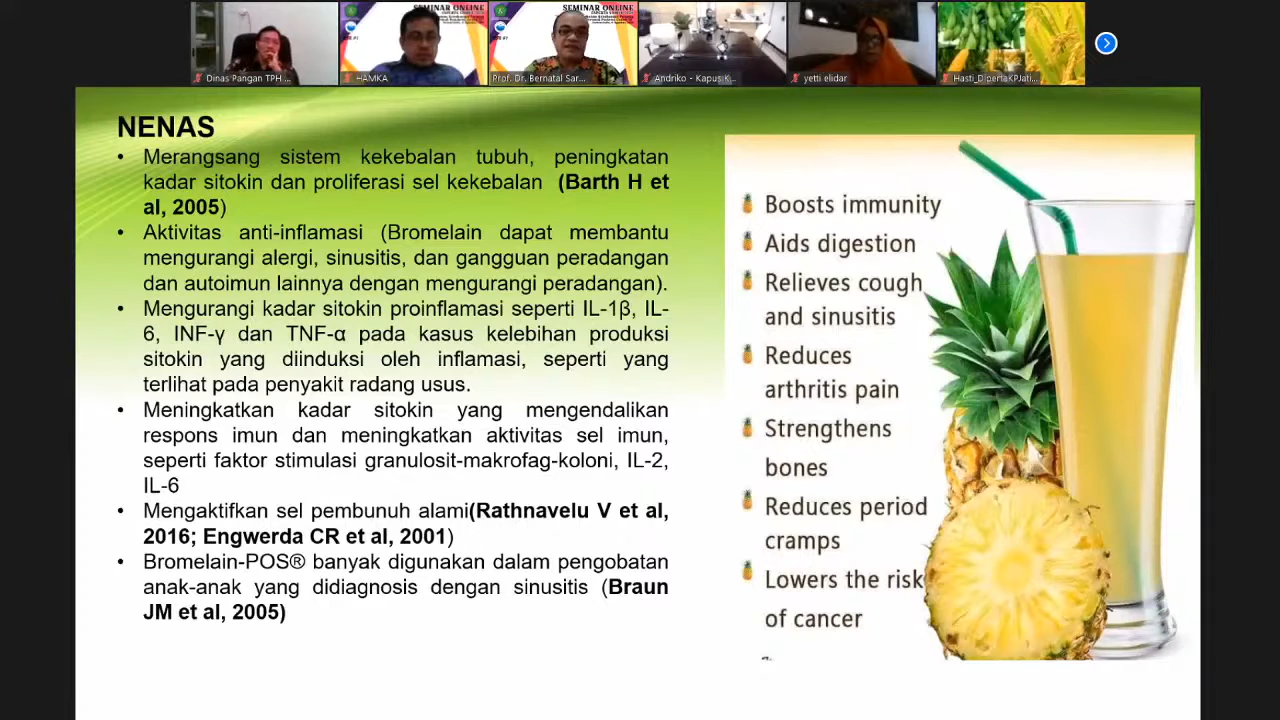 SEMINAR ONLINE
SEMINAR ONLINE
Dinas Pangan TPH ...
HAMKA
Prof. Dr. Bernatal Sar...
Andriko - Kapus K...
yetti elidar
Hasti_DipertaKPJati...
NENAS
• Merangsang sistem kekebalan tubuh, peningkatan
kadar sitokin dan proliferasi sel kekebalan (Barth H et
al, 2005)
• Aktivitas anti-inflamasi (Bromelain dapat membantu
mengurangi alergi, sinusitis, dan gangguan peradangan
dan autoimun lainnya dengan mengurangi peradangan).
• Mengurangi kadar sitokin proinflamasi seperti IL-1β, IL-
6, INF-γ dan TNF-α pada kasus kelebihan produksi
sitokin yang diinduksi oleh inflamasi, seperti yang
terlihat pada penyakit radang usus.
• Meningkatkan kadar sitokin yang mengendalikan
respons imun dan meningkatkan aktivitas sel imun,
seperti faktor stimulasi granulosit-makrofag-koloni, IL-2,
IL-6
• Mengaktifkan sel pembunuh alami(Rathnavelu V et al,
2016; Engwerda CR et al, 2001)
• Bromelain-POS® banyak digunakan dalam pengobatan
anak-anak yang didiagnosis dengan sinusitis (Braun
JM et al, 2005)
Boosts immunity
Aids digestion
Relieves cough
and sinusitis
Reduces
arthritis pain
Strengthens
bones
Reduces period
cramps
Lowers the risk
of cancer